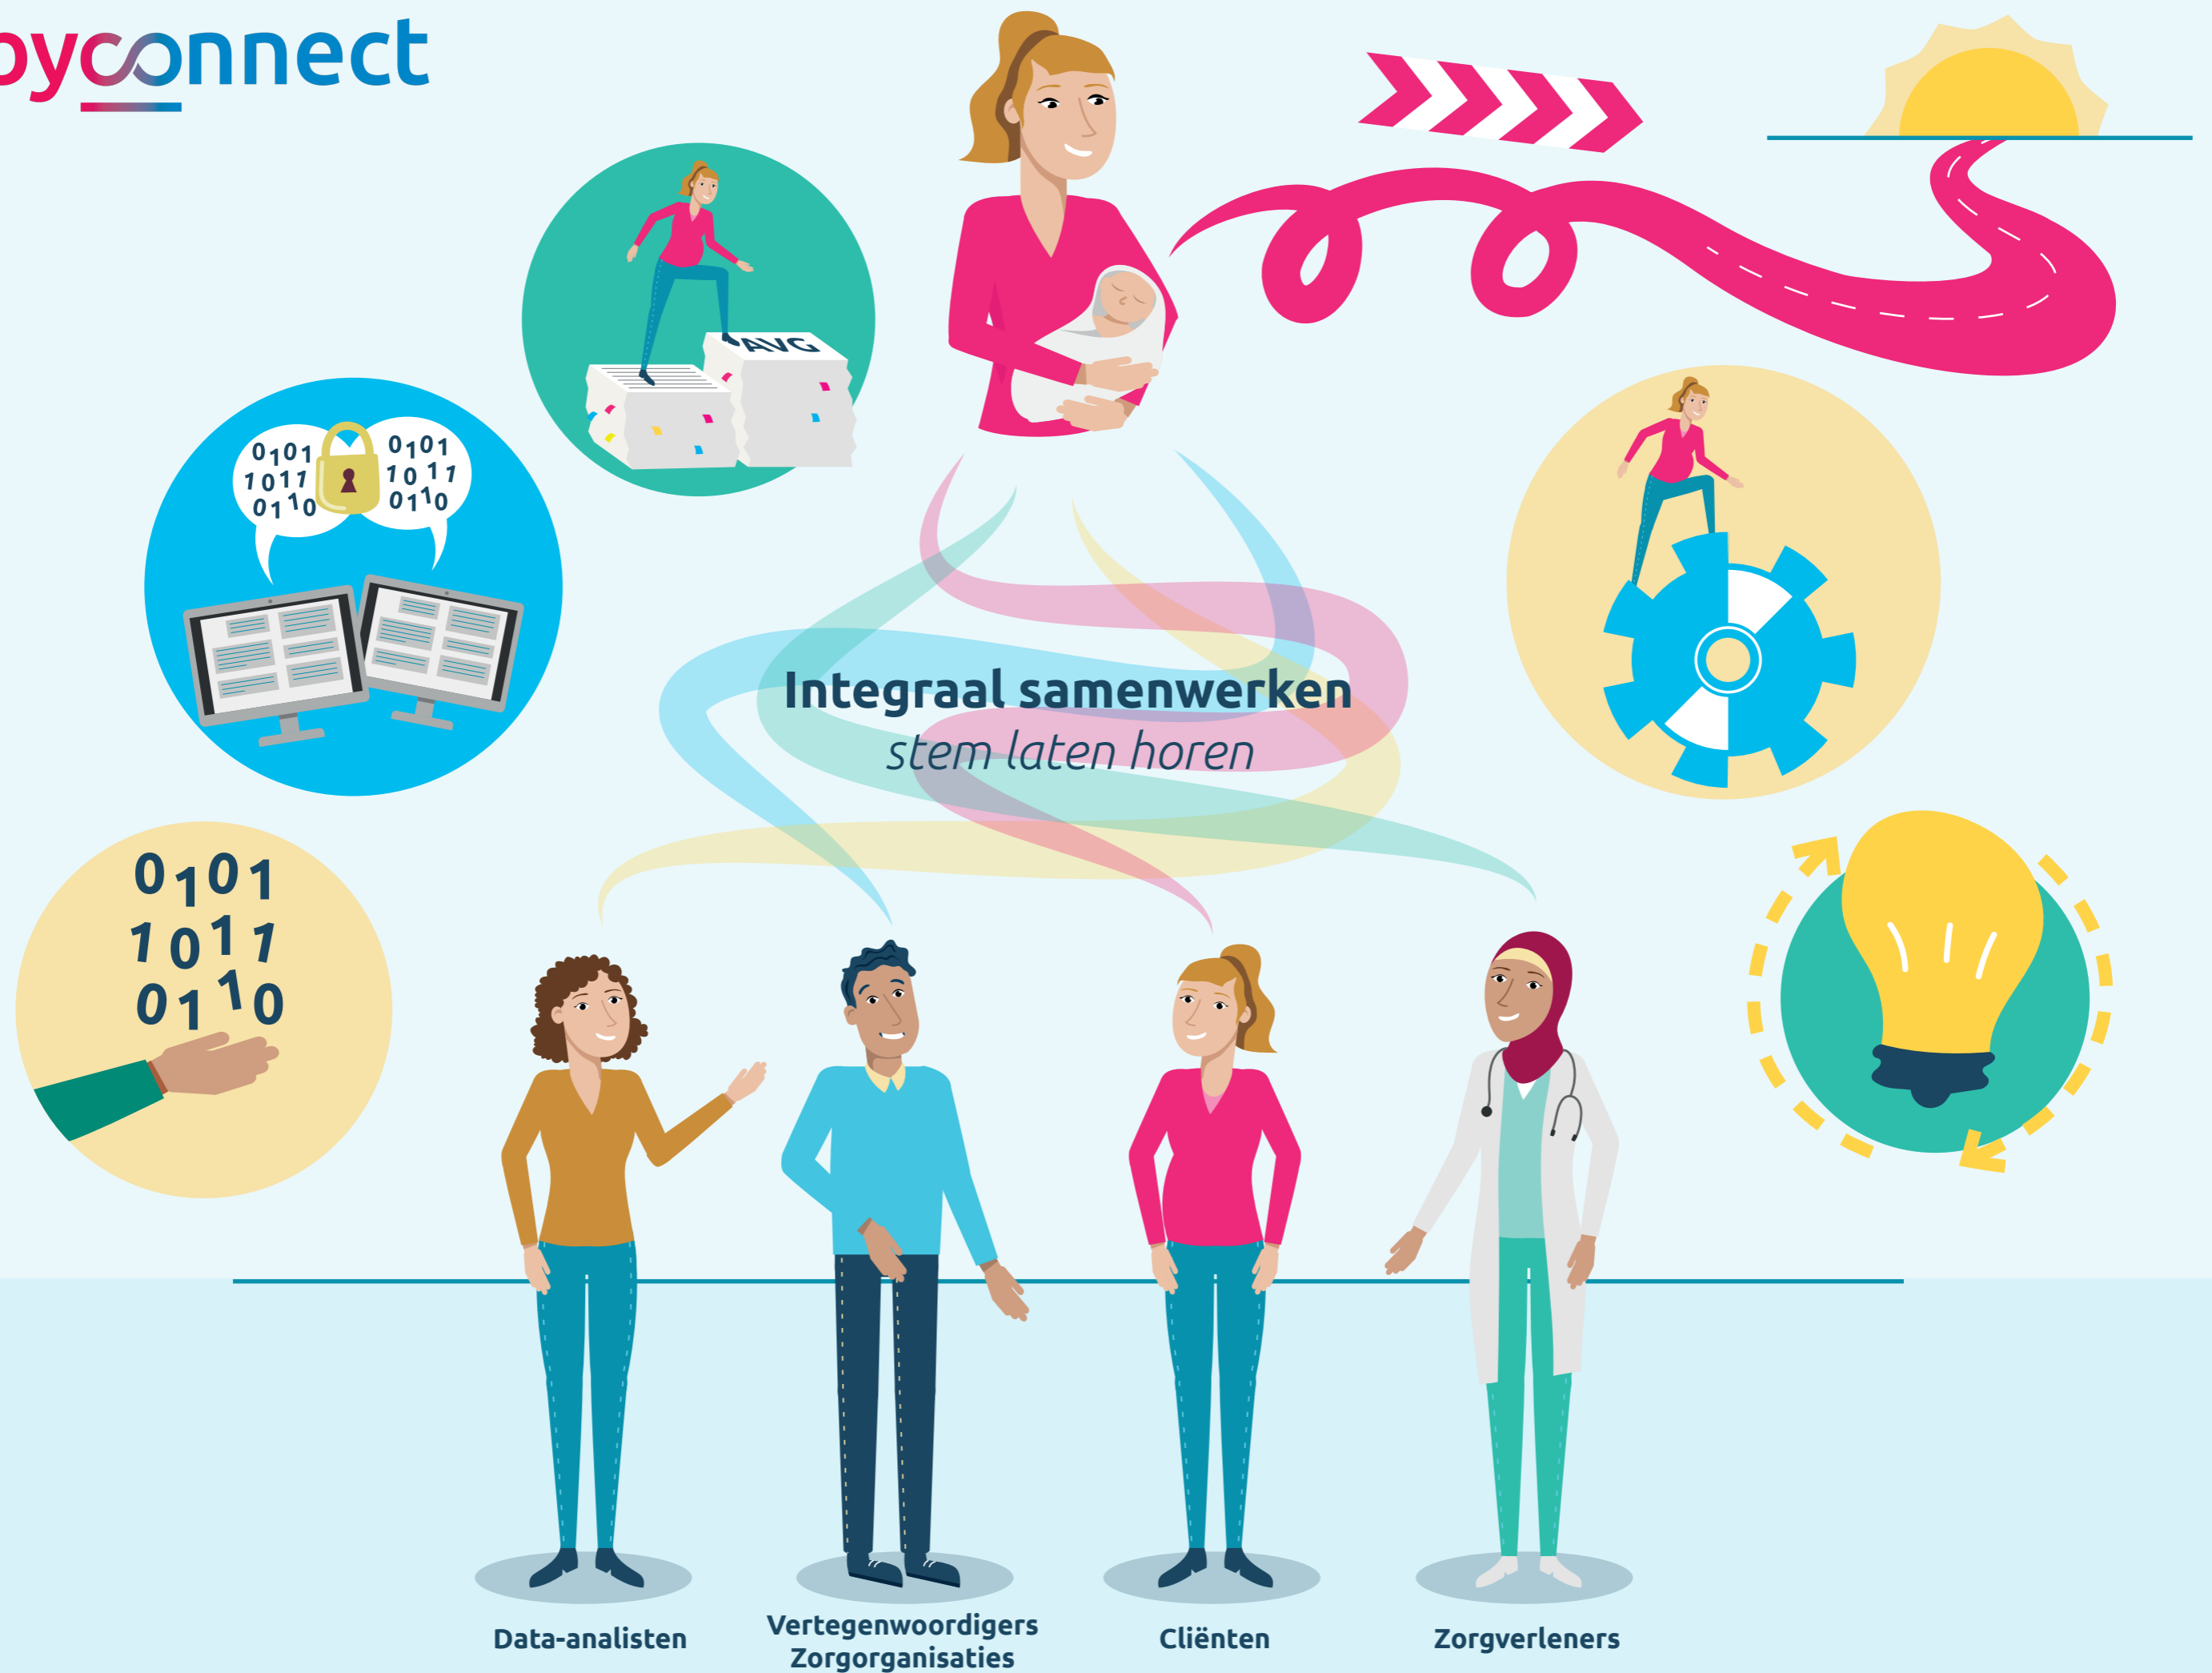 byconnect
AVG
0101
1011
0110
0101
1011
0110
Integraal samenwerken
stem laten horen
0101
1011
0110
Data-analisten
Vertegenwoordigers
Zorgorganisaties
Cliënten
Zorgverleners